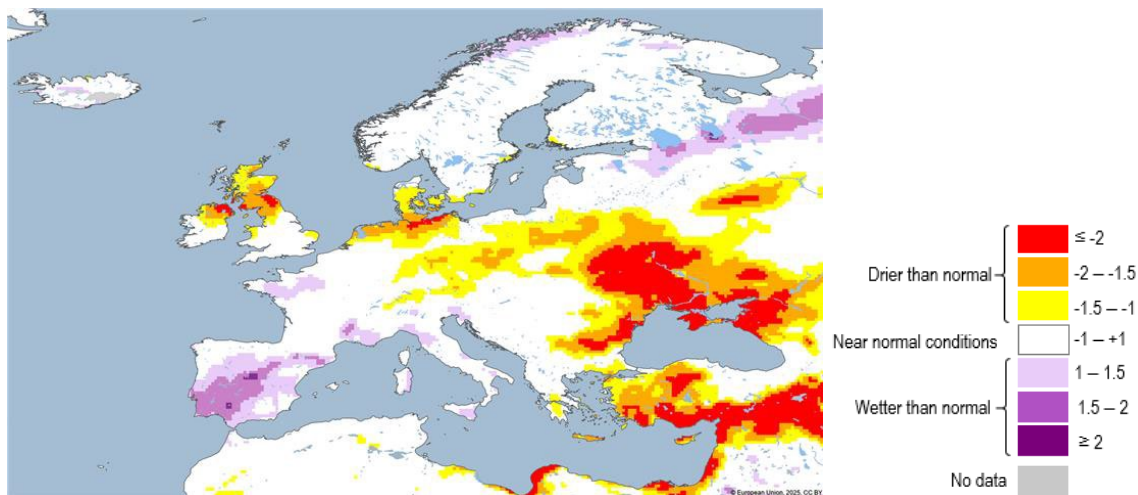 Drier than normal
≤ -2
-2 – -1.5
-1.5 – -1
Near normal conditions
-1 – +1
Wetter than normal
1 – 1.5
1.5 – 2
≥ 2
No data
© European Union, 2025, CC BY